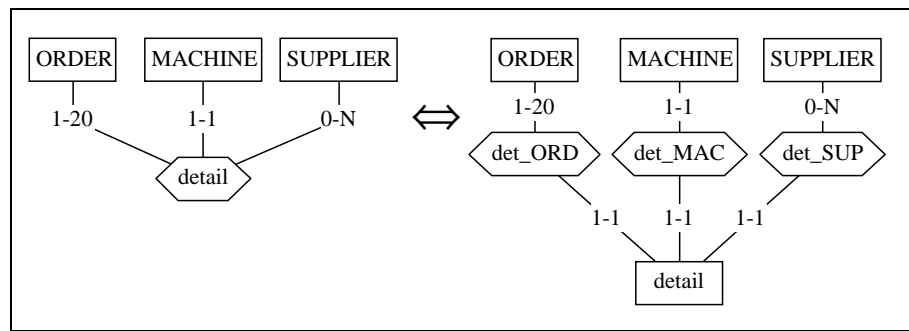 ORDER MACHINE SUPPLIER
1-20 1-1 0-N
detail
⇔
ORDER MACHINE SUPPLIER
1-20 1-1 0-N
det_ORD det_MAC det_SUP
1-1 1-1 1-1
detail